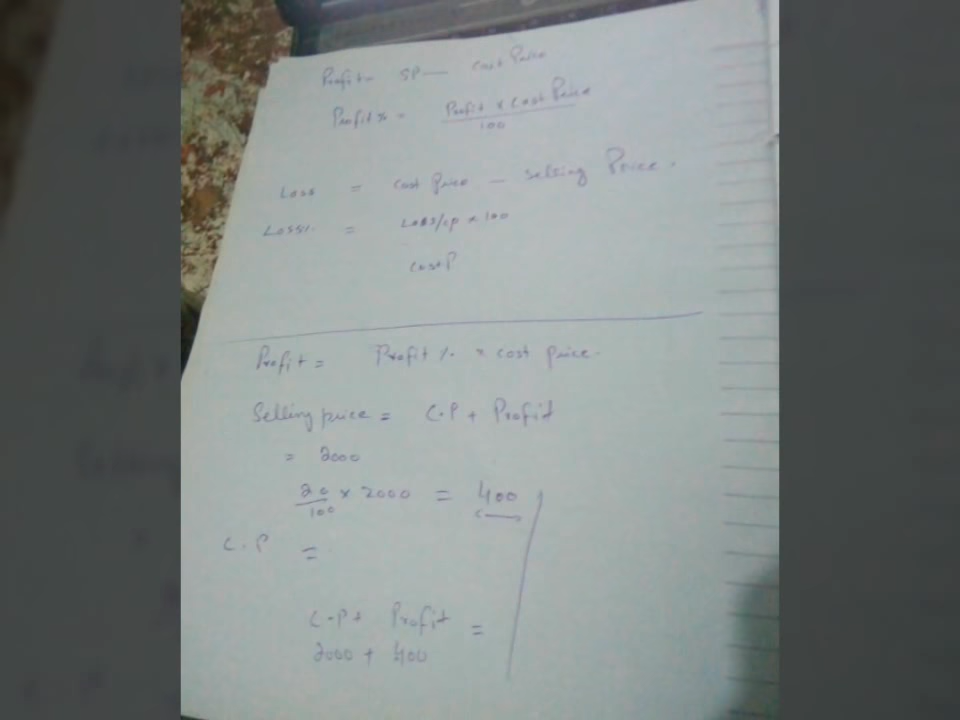 Profit = SP — Cost Price
Profit % = Profit x Cost Price
100
Loss = Cost Price — Selling Price.
Loss% = Loss/cp x 100
Cost P
Profit = Profit % x cost price.
Selling price = C.P + Profit
= 2000
20/100 x 2000 = 400
C.P =
C.P + Profit =
2000 + 400